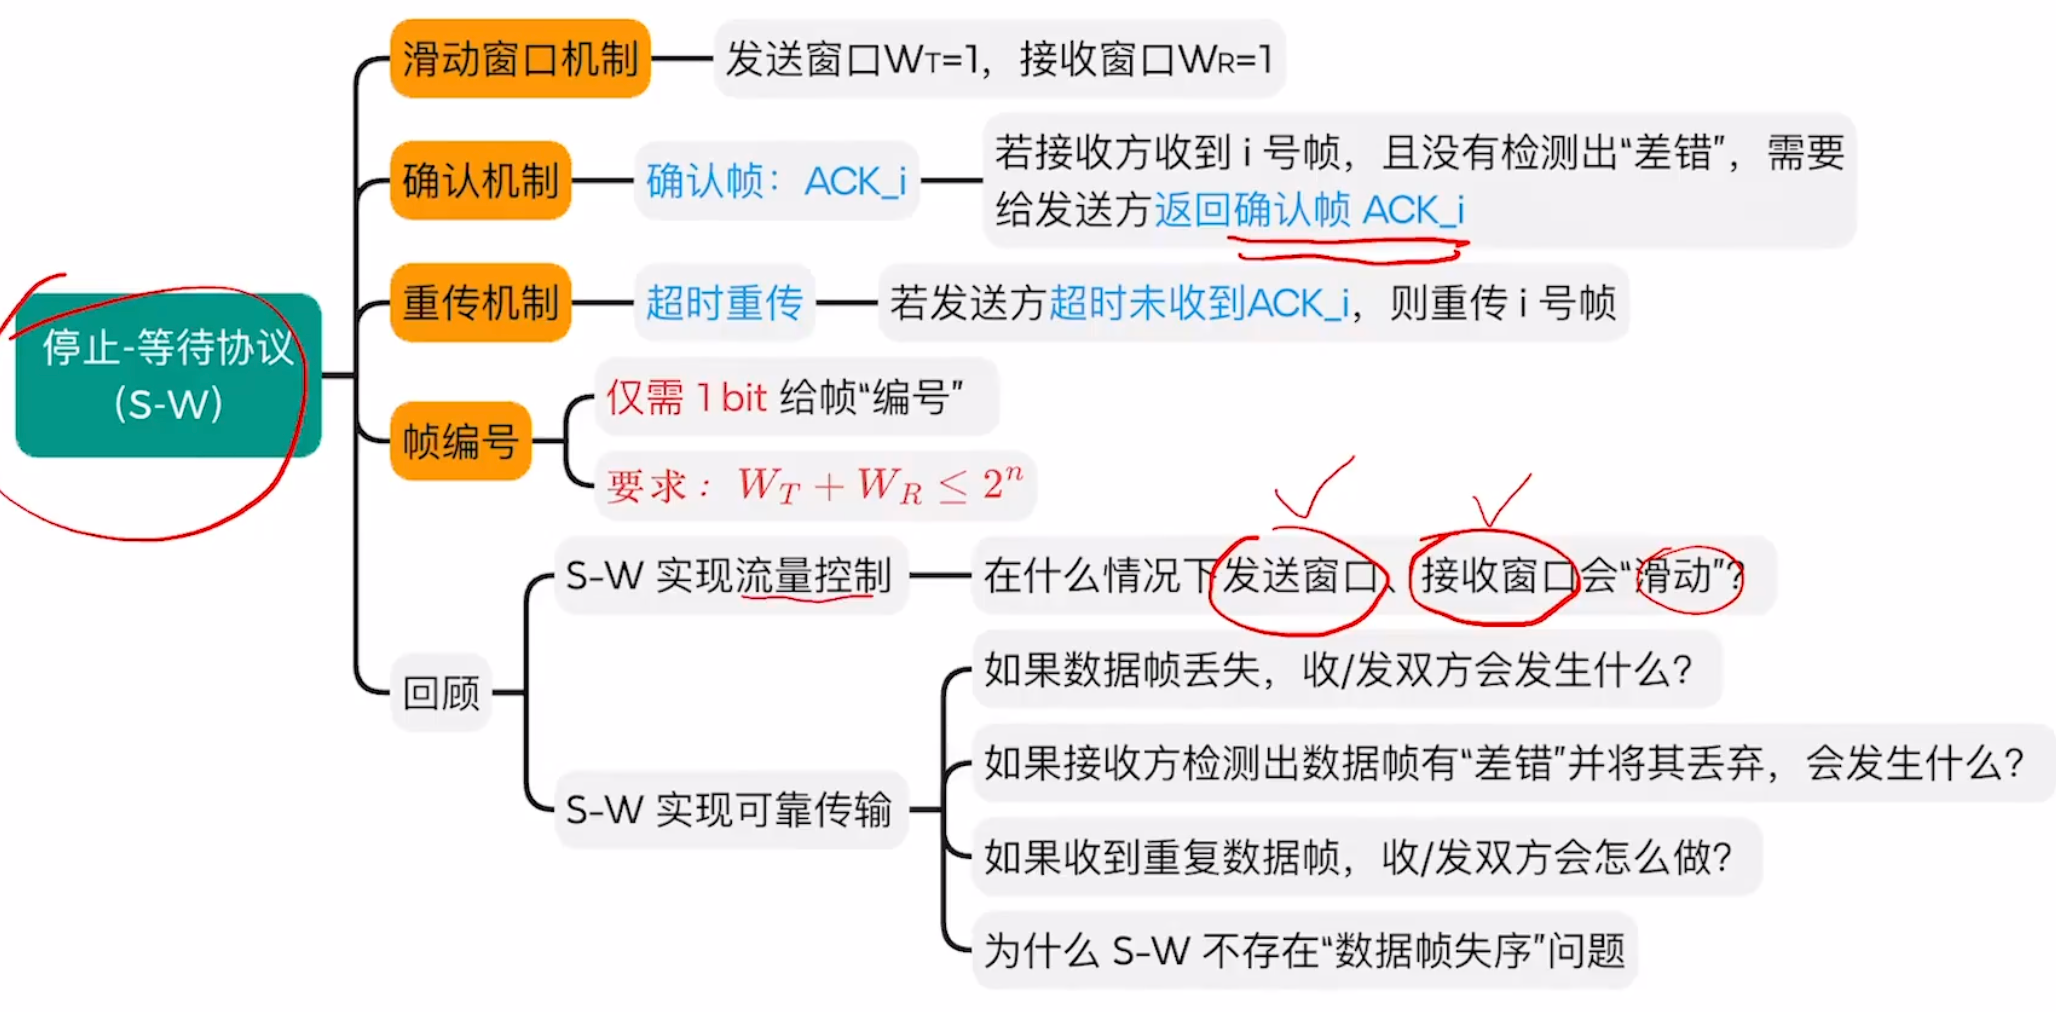 滑动窗口机制
发送窗口WT=1，接收窗口WR=1
确认机制
确认帧：ACK_i
若接收方收到 i 号帧，且没有检测出“差错”，需要
给发送方返回确认帧 ACK_i
重传机制
超时重传
若发送方超时未收到ACK_i，则重传 i 号帧
停止-等待协议
(S-W)
帧编号
仅需 1 bit 给帧“编号”
要求：W_T + W_R ≤ 2^n
回顾
S-W 实现流量控制
在什么情况下发送窗口、接收窗口会“滑动”？
S-W 实现可靠传输
如果数据帧丢失，收/发双方会发生什么？
如果接收方检测出数据帧有“差错”并将其丢弃，会发生什么？
如果收到重复数据帧，收/发双方会怎么做？
为什么 S-W 不存在“数据帧失序”问题